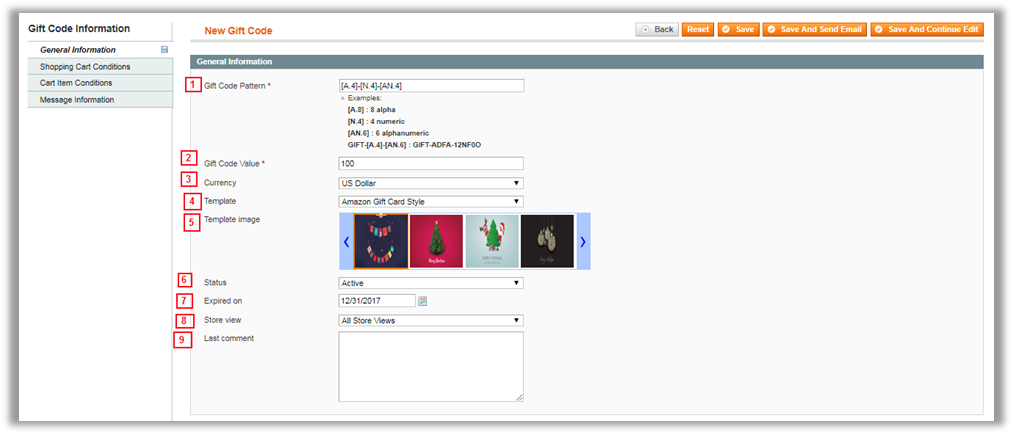 Gift Code Information
New Gift Code
Back
Reset
Save
Save And Send Email
Save And Continue Edit
General Information
Shopping Cart Conditions
Cart Item Conditions
Message Information
General Information
1
Gift Code Pattern *
[A.4]-[N.4]-[AN.4]
Examples:
[A.8] : 8 alpha
[N.4] : 4 numeric
[AN.6] : 6 alphanumeric
GIFT-[A.4]-[AN.6] : GIFT-ADFA-12NF0O
2
Gift Code Value *
100
3
Currency
US Dollar
4
Template
Amazon Gift Card Style
5
Template image
Merry Christmas
6
Status
Active
7
Expired on
12/31/2017
8
Store view
All Store Views
9
Last comment